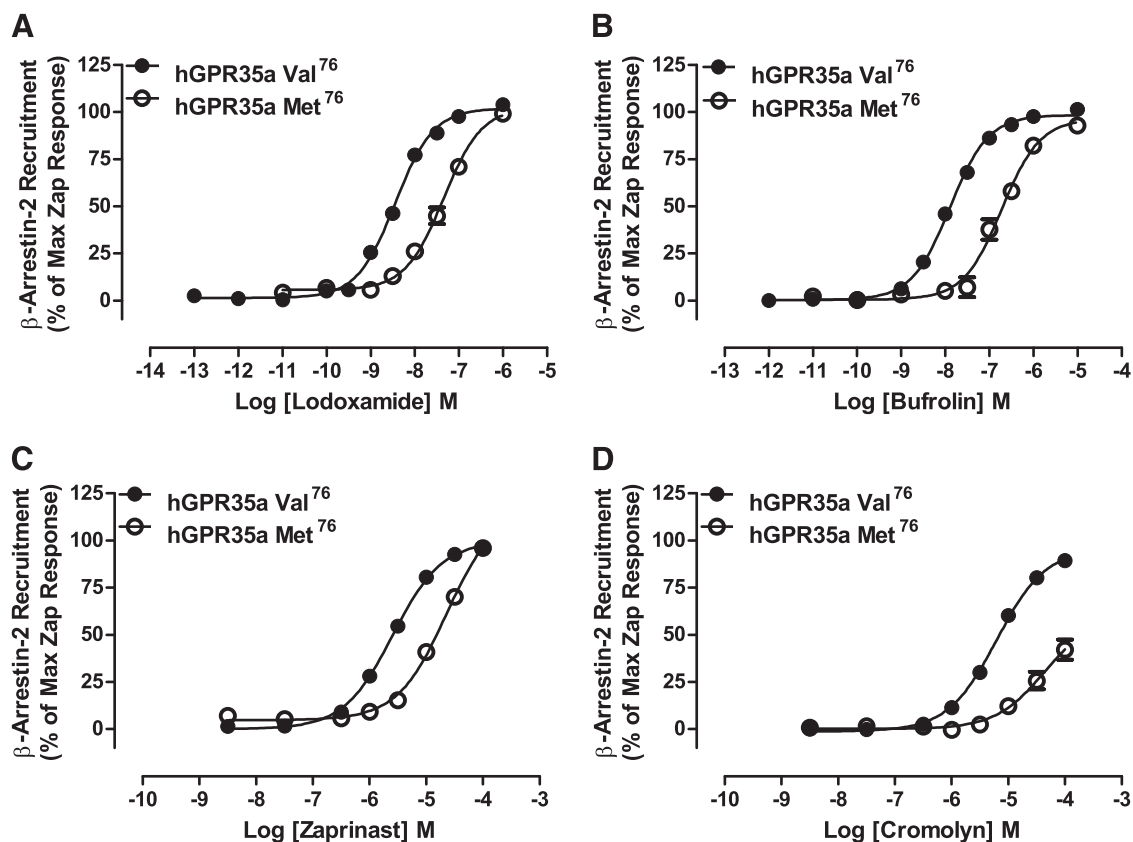 A
β-Arrestin-2 Recruitment
(% of Max Zap Response)
125
100
75
50
25
0
hGPR35a Val76
hGPR35a Met76
-14 -13 -12 -11 -10 -9 -8 -7 -6 -5
Log [Lodoxamide] M
B
β-Arrestin-2 Recruitment
(% of Max Zap Response)
125
100
75
50
25
0
hGPR35a Val76
hGPR35a Met76
-13 -12 -11 -10 -9 -8 -7 -6 -5 -4
Log [Bufrolin] M
C
β-Arrestin-2 Recruitment
(% of Max Zap Response)
125
100
75
50
25
0
hGPR35a Val76
hGPR35a Met76
-10 -9 -8 -7 -6 -5 -4 -3
Log [Zaprinast] M
D
β-Arrestin-2 Recruitment
(% of Max Zap Response)
125
100
75
50
25
0
hGPR35a Val76
hGPR35a Met76
-10 -9 -8 -7 -6 -5 -4 -3
Log [Cromolyn] M